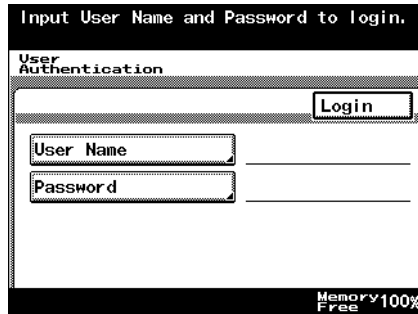 Input User Name and Password to login.
User
Authentication
Login
User Name
Password
Memory
Free 100%